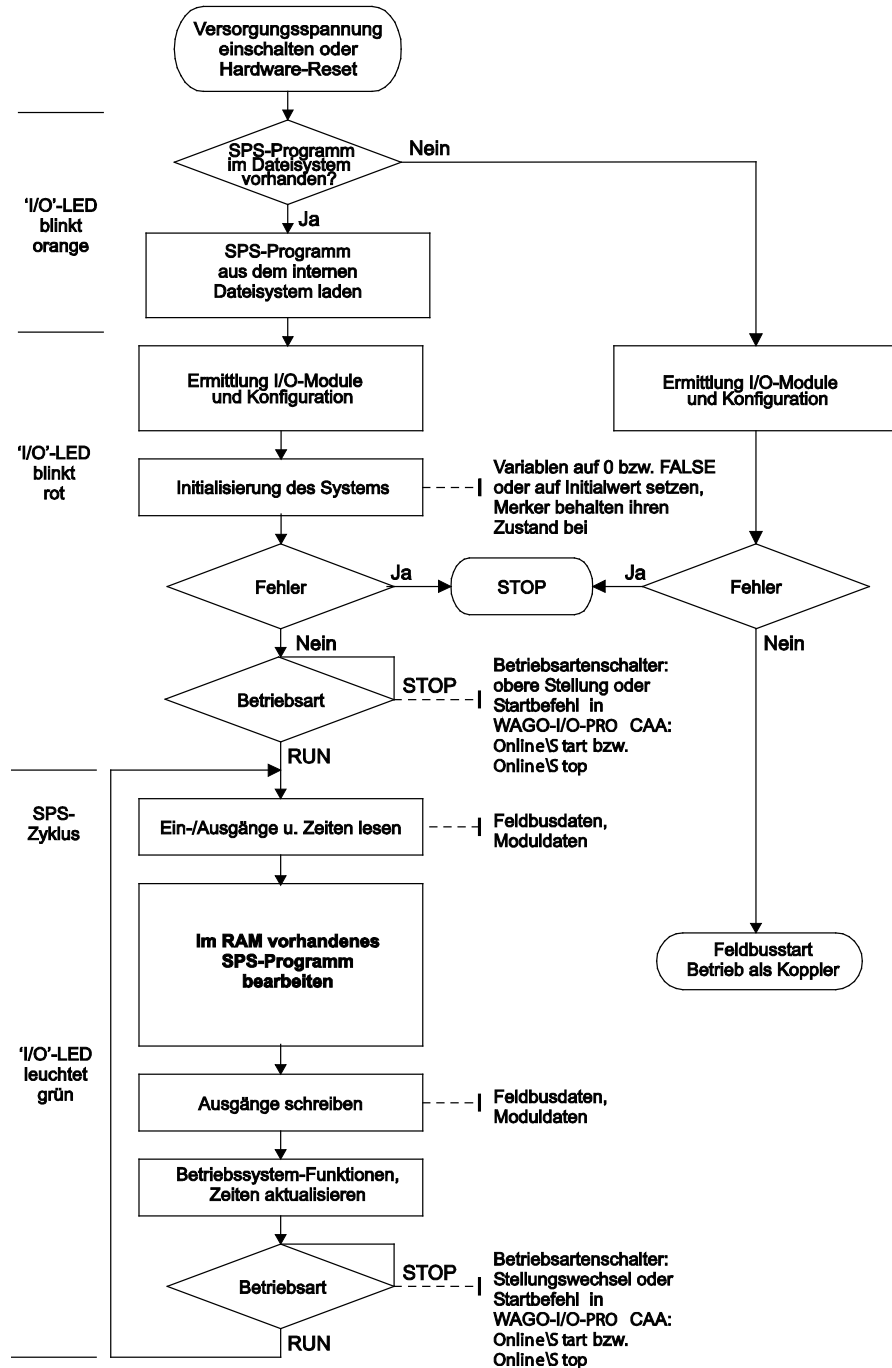 Versorgungsspannung
einschalten oder
Hardware-Reset
SPS-Programm
im Dateisystem
vorhanden?
Nein
Ja
'I/O'-LED
blinkt
orange
SPS-Programm
aus dem internen
Dateisystem laden
Ermittlung I/O-Module
und Konfiguration
Ermittlung I/O-Module
und Konfiguration
'I/O'-LED
blinkt
rot
Initialisierung des Systems
Variablen auf 0 bzw. FALSE
oder auf Initialwert setzen,
Merker behalten ihren
Zustand bei
Fehler
Ja
STOP
Ja
Fehler
Nein
Nein
Betriebsart
STOP
Betriebsartenschalter:
obere Stellung oder
Startbefehl in
WAGO-I/O-PRO CAA:
Online\Start bzw.
Online\Stop
RUN
SPS-
Zyklus
Ein-/Ausgänge u. Zeiten lesen
Feldbusdaten,
Moduldaten
Im RAM vorhandenes
SPS-Programm
bearbeiten
Feldbusstart
Betrieb als Koppler
'I/O'-LED
leuchtet
grün
Ausgänge schreiben
Feldbusdaten,
Moduldaten
Betriebssystem-Funktionen,
Zeiten aktualisieren
Betriebsart
STOP
Betriebsartenschalter:
Stellungswechsel oder
Startbefehl in
WAGO-I/O-PRO CAA:
Online\Start bzw.
Online\Stop
RUN